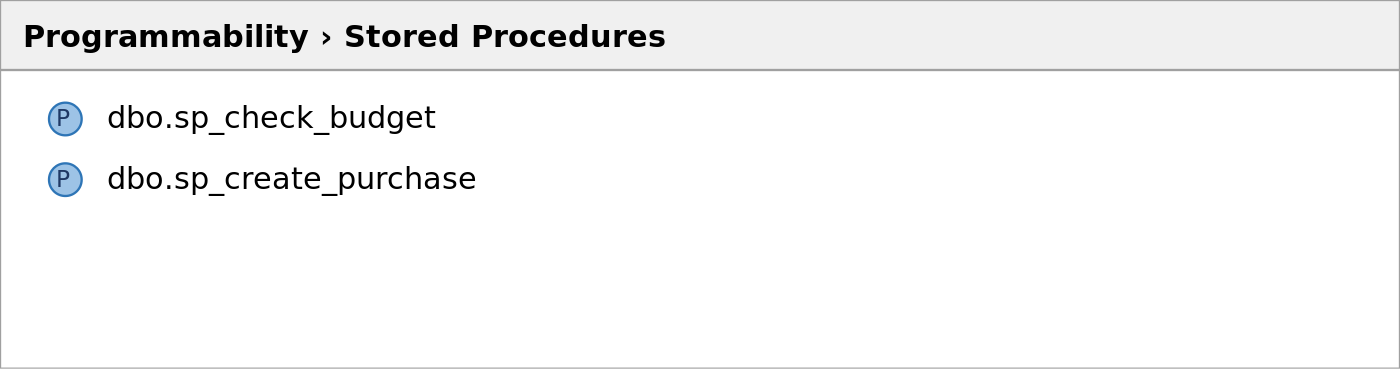 Programmability › Stored Procedures
P dbo.sp_check_budget
P dbo.sp_create_purchase